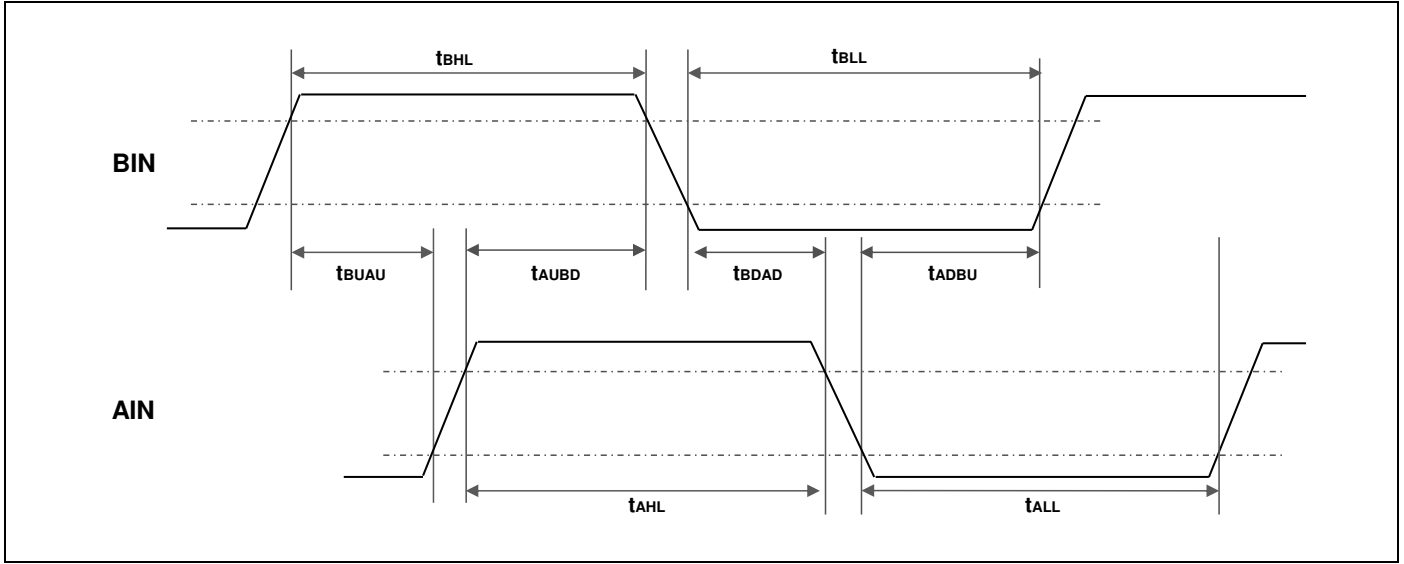 tBHL
tBLL
BIN
tBUAU
tAUBD
tBDAD
tADBU
AIN
tAHL
tALL